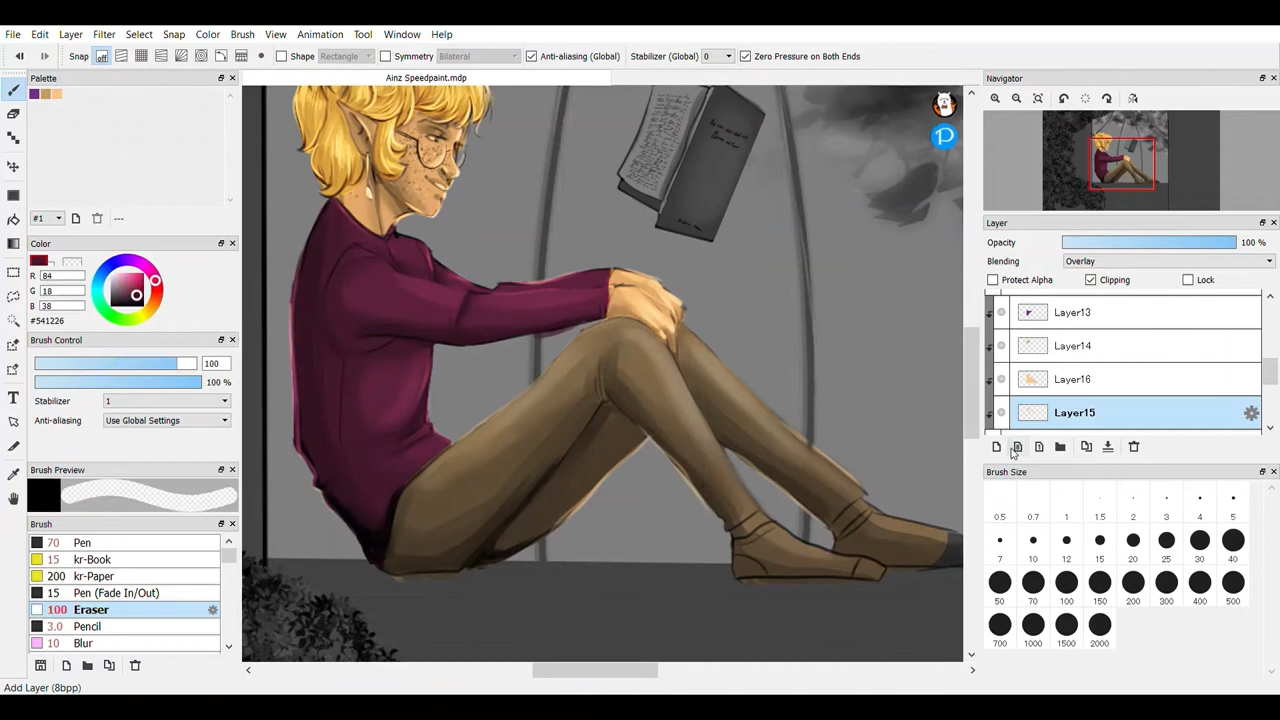 File Edit Layer Filter Select Snap Color Brush View Animation Tool Window Help
Snap off Shape Rectangle Symmetry Bilateral Anti-aliasing (Global) Stabilizer (Global) 0 Zero Pressure on Both Ends
Palette
Ainz Speedpaint.mdp
Navigator
#1 ---
Color
R 84
G 18
B 38
#541226
Brush Control
100
100 %
Stabilizer 1
Anti-aliasing Use Global Settings
Brush Preview
Brush
70 Pen
15 kr-Book
200 kr-Paper
15 Pen (Fade In/Out)
100 Eraser
3.0 Pencil
10 Blur
Add Layer (8bpp)
Layer
Opacity 100 %
Blending Overlay
Protect Alpha Clipping Lock
Layer13
Layer14
Layer16
Layer15
Brush Size
0.5 0.7 1 1.5 2 3 4 5
7 10 12 15 20 25 30 40
50 70 100 150 200 300 400 500
700 1000 1500 2000